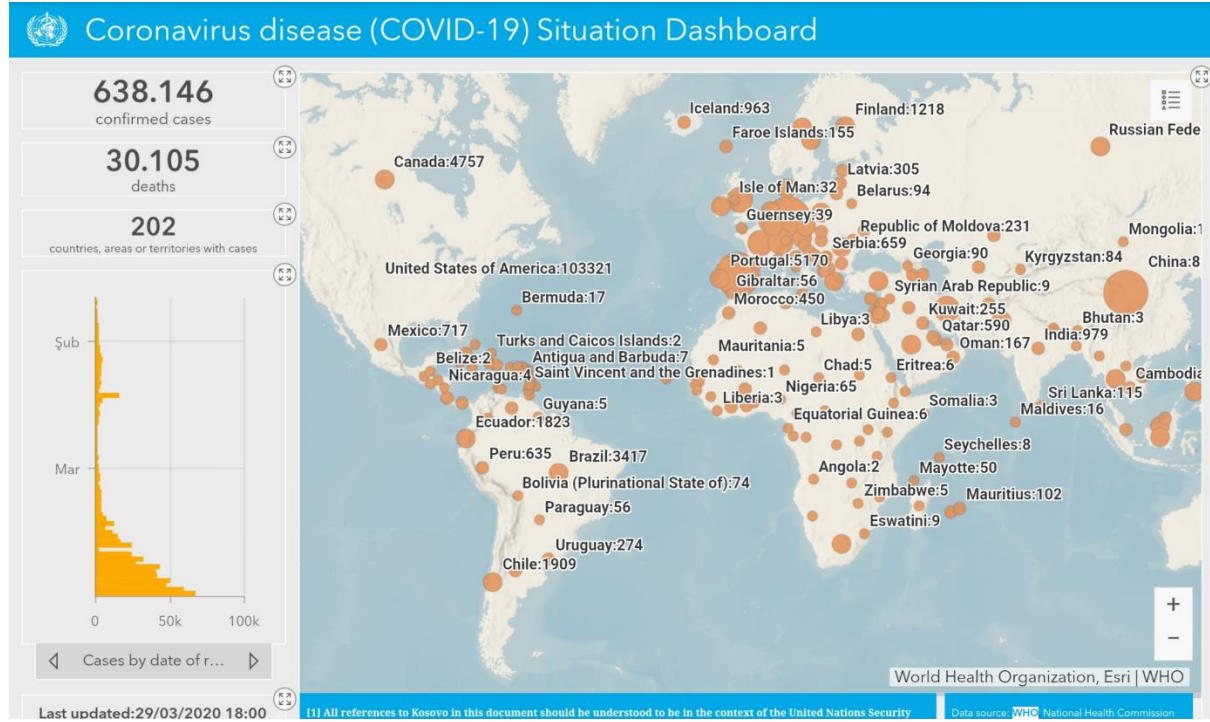 Coronavirus disease (COVID-19) Situation Dashboard
638.146
confirmed cases
30.105
deaths
202
countries, areas or territories with cases
Şub
Mar
0 50k 100k
Cases by date of r...
Last updated:29/03/2020 18:00
Iceland:963
Finland:1218
Faroe Islands:155
Russian Fede
Canada:4757
Latvia:305
Isle of Man:32
Belarus:94
Guernsey:39
Republic of Moldova:231
Mongolia:1
Serbia:659
Georgia:90
Kyrgyzstan:84
China:8
United States of America:103321
Portugal:5170
Gibraltar:56
Syrian Arab Republic:9
Bermuda:17
Morocco:450
Kuwait:255
Bhutan:3
Libya:3
Qatar:590
India:979
Mexico:717
Turks and Caicos Islands:2
Mauritania:5
Oman:167
Belize:2
Antigua and Barbuda:7
Chad:5
Eritrea:6
Cambodia
Nicaragua:4
Saint Vincent and the Grenadines:1
Nigeria:65
Sri Lanka:115
Guyana:5
Liberia:3
Somalia:3
Maldives:16
Ecuador:1823
Equatorial Guinea:6
Peru:635
Brazil:3417
Seychelles:8
Bolivia (Plurinational State of):74
Angola:2
Mayotte:50
Paraguay:56
Zimbabwe:5
Mauritius:102
Eswatini:9
Uruguay:274
Chile:1909
+
−
World Health Organization, Esri | WHO
[1] All references to Kosovo in this document should be understood to be in the context of the United Nations Security
Data source: WHO, National Health Commission